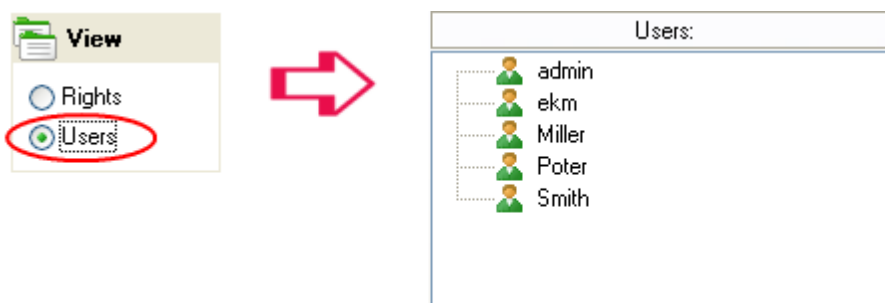 View
Rights
Users
Users:
admin
ekm
Miller
Poter
Smith